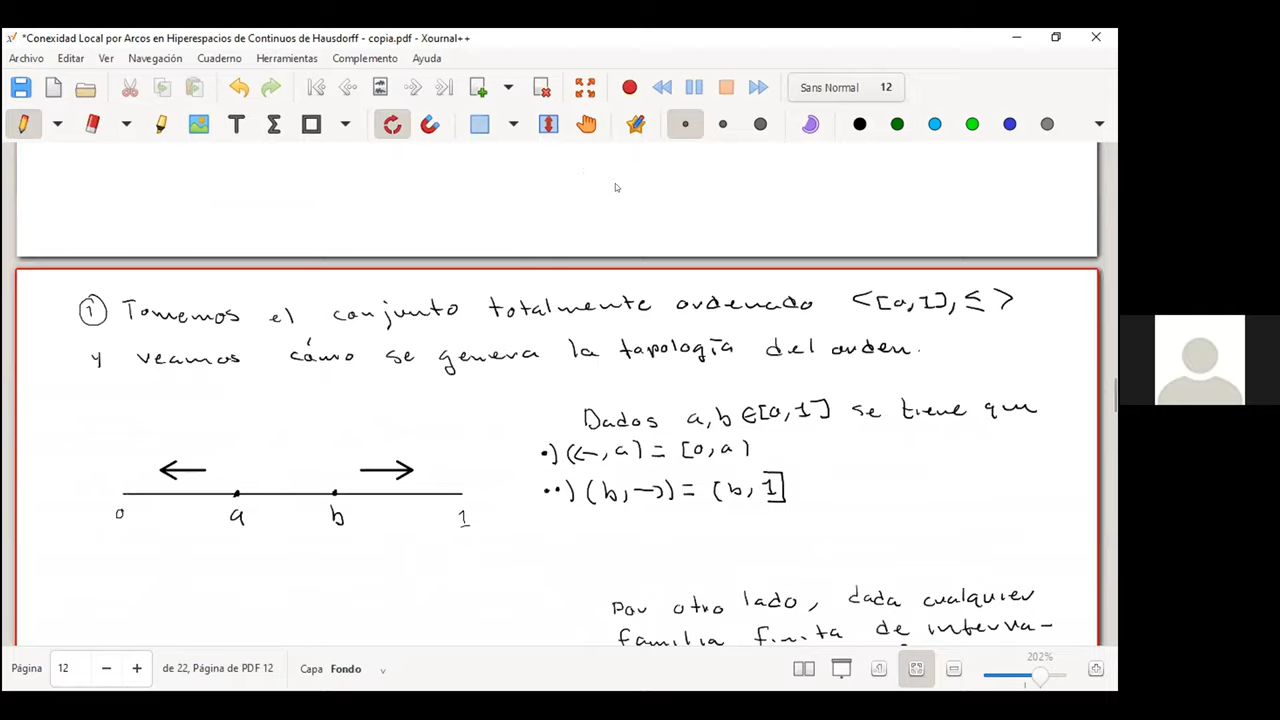 *Conexidad Local por Arcos en Hiperespacios de Continuos de Hausdorff - copia.pdf - Xournal++
Archivo Editar Ver Navegación Cuaderno Herramientas Complemento Ayuda
Sans Normal 12
① Tomemos el conjunto totalmente ordenado <[0,1],≤>
y veamos cómo se genera la topología del orden.
Dados a,b∈[0,1] se tiene que
•) (←,a) = [0,a)
••) (b,→) = (b,1]
0 a b 1
Por otro lado, dada cualquier
familia finita de interva-
202%
Página 12 de 22, Página de PDF 12 Capa Fondo